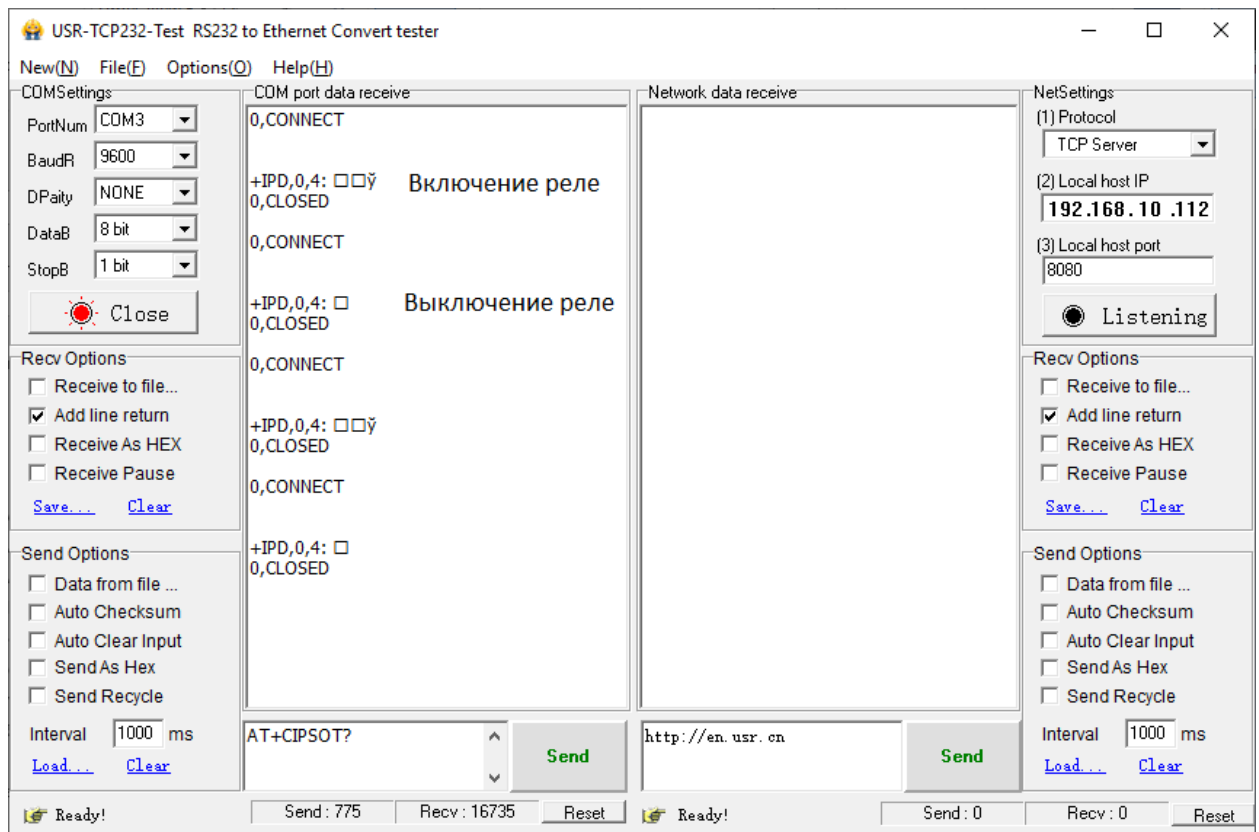 USR-TCP232-Test RS232 to Ethernet Convert tester
New(N) File(F) Options(O) Help(H)
COMSettings
PortNum COM3
BaudR 9600
DPaity NONE
DataB 8 bit
StopB 1 bit
Close
Recv Options
Receive to file...
Add line return
Receive As HEX
Receive Pause
Save... Clear
Send Options
Data from file ...
Auto Checksum
Auto Clear Input
Send As Hex
Send Recycle
Interval 1000 ms
Load... Clear
COM port data receive
0,CONNECT
+IPD,0,4: □□ў Включение реле
0,CLOSED
0,CONNECT
+IPD,0,4: □ Выключение реле
0,CLOSED
0,CONNECT
+IPD,0,4: □□ў
0,CLOSED
0,CONNECT
+IPD,0,4: □
0,CLOSED
AT+CIPSOT?
Send
Network data receive
http://en.usr.cn
Send
NetSettings
(1) Protocol
TCP Server
(2) Local host IP
192.168.10.112
(3) Local host port
8080
Listening
Recv Options
Receive to file...
Add line return
Receive As HEX
Receive Pause
Save... Clear
Send Options
Data from file ...
Auto Checksum
Auto Clear Input
Send As Hex
Send Recycle
Interval 1000 ms
Load... Clear
Ready! Send : 775 Recv : 16735 Reset
Ready! Send : 0 Recv : 0 Reset